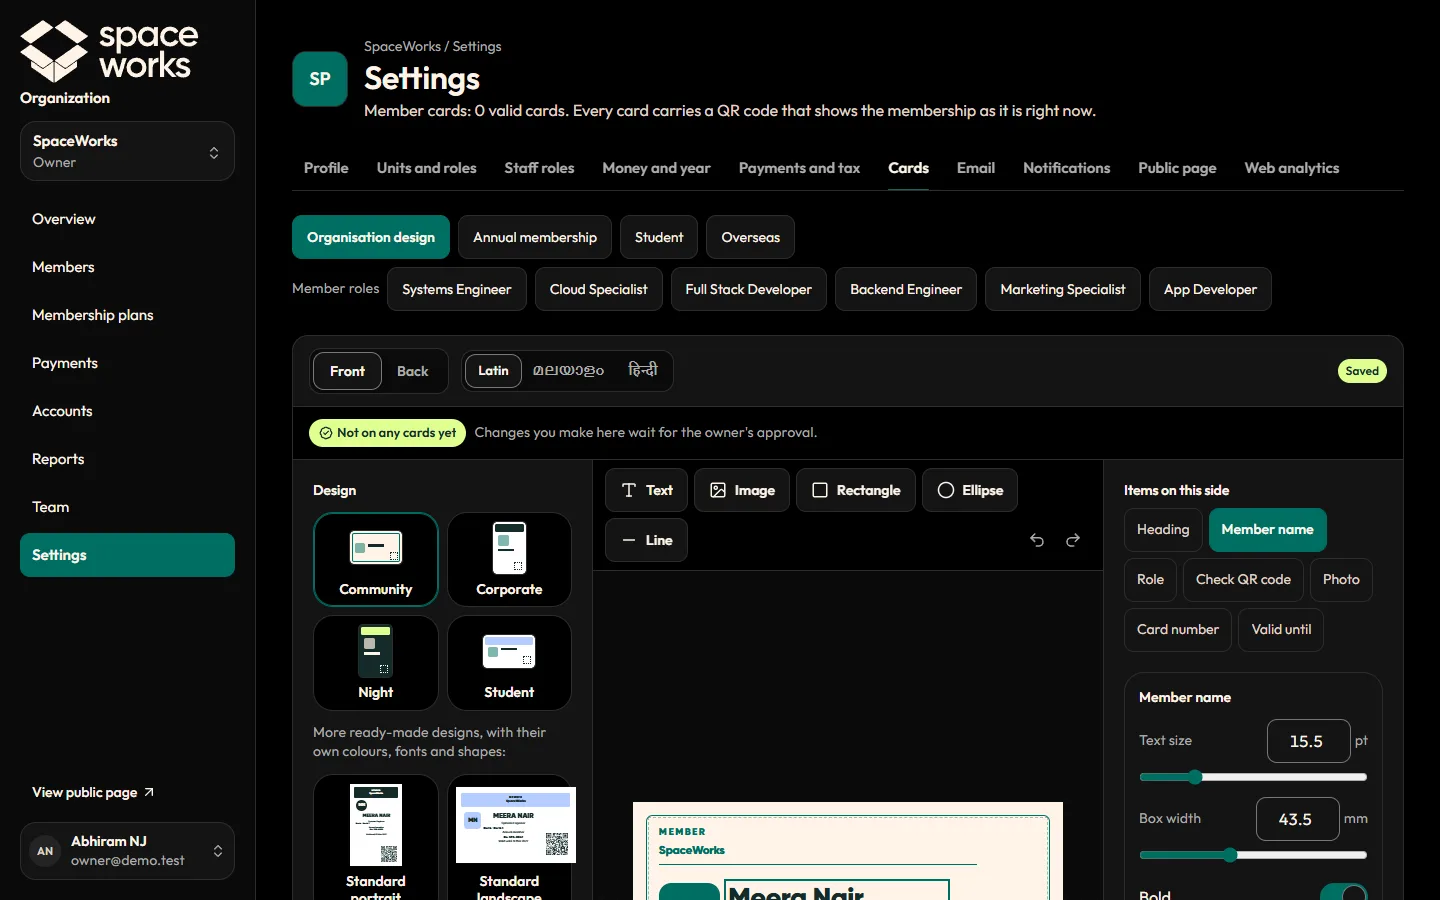 space
works
Organization
SpaceWorks
Owner
Overview
Members
Membership plans
Payments
Accounts
Reports
Team
Settings
View public page
AN
Abhiram NJ
owner@demo.test
SP
SpaceWorks / Settings
Settings
Member cards: 0 valid cards. Every card carries a QR code that shows the membership as it is right now.
Profile Units and roles Staff roles Money and year Payments and tax Cards Email Notifications Public page Web analytics
Organisation design Annual membership Student Overseas
Member roles Systems Engineer Cloud Specialist Full Stack Developer Backend Engineer Marketing Specialist App Developer
Front Back Latin മലയാളം हिन्दी Saved
Not on any cards yet Changes you make here wait for the owner's approval.
Design
Community Corporate
Night Student
More ready-made designs, with their
own colours, fonts and shapes:
MEERA NAIR
MN MEERA NAIR
Standard
portrait
Standard
landscape
Text Image Rectangle Ellipse
Line
MEMBER
SpaceWorks
Meera Nair
Items on this side
Heading Member name
Role Check QR code Photo
Card number Valid until
Member name
Text size 15.5 pt
Box width 43.5 mm
Bold